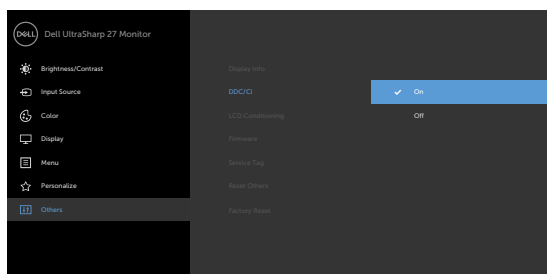 DELL Dell UltraSharp 27 Monitor
Brightness/Contrast
Display Info
Input Source
DDC/CI
On
Color
LCD Conditioning
Off
Display
Firmware
Menu
Service Tag
Personalize
Reset Others
Others
Factory Reset